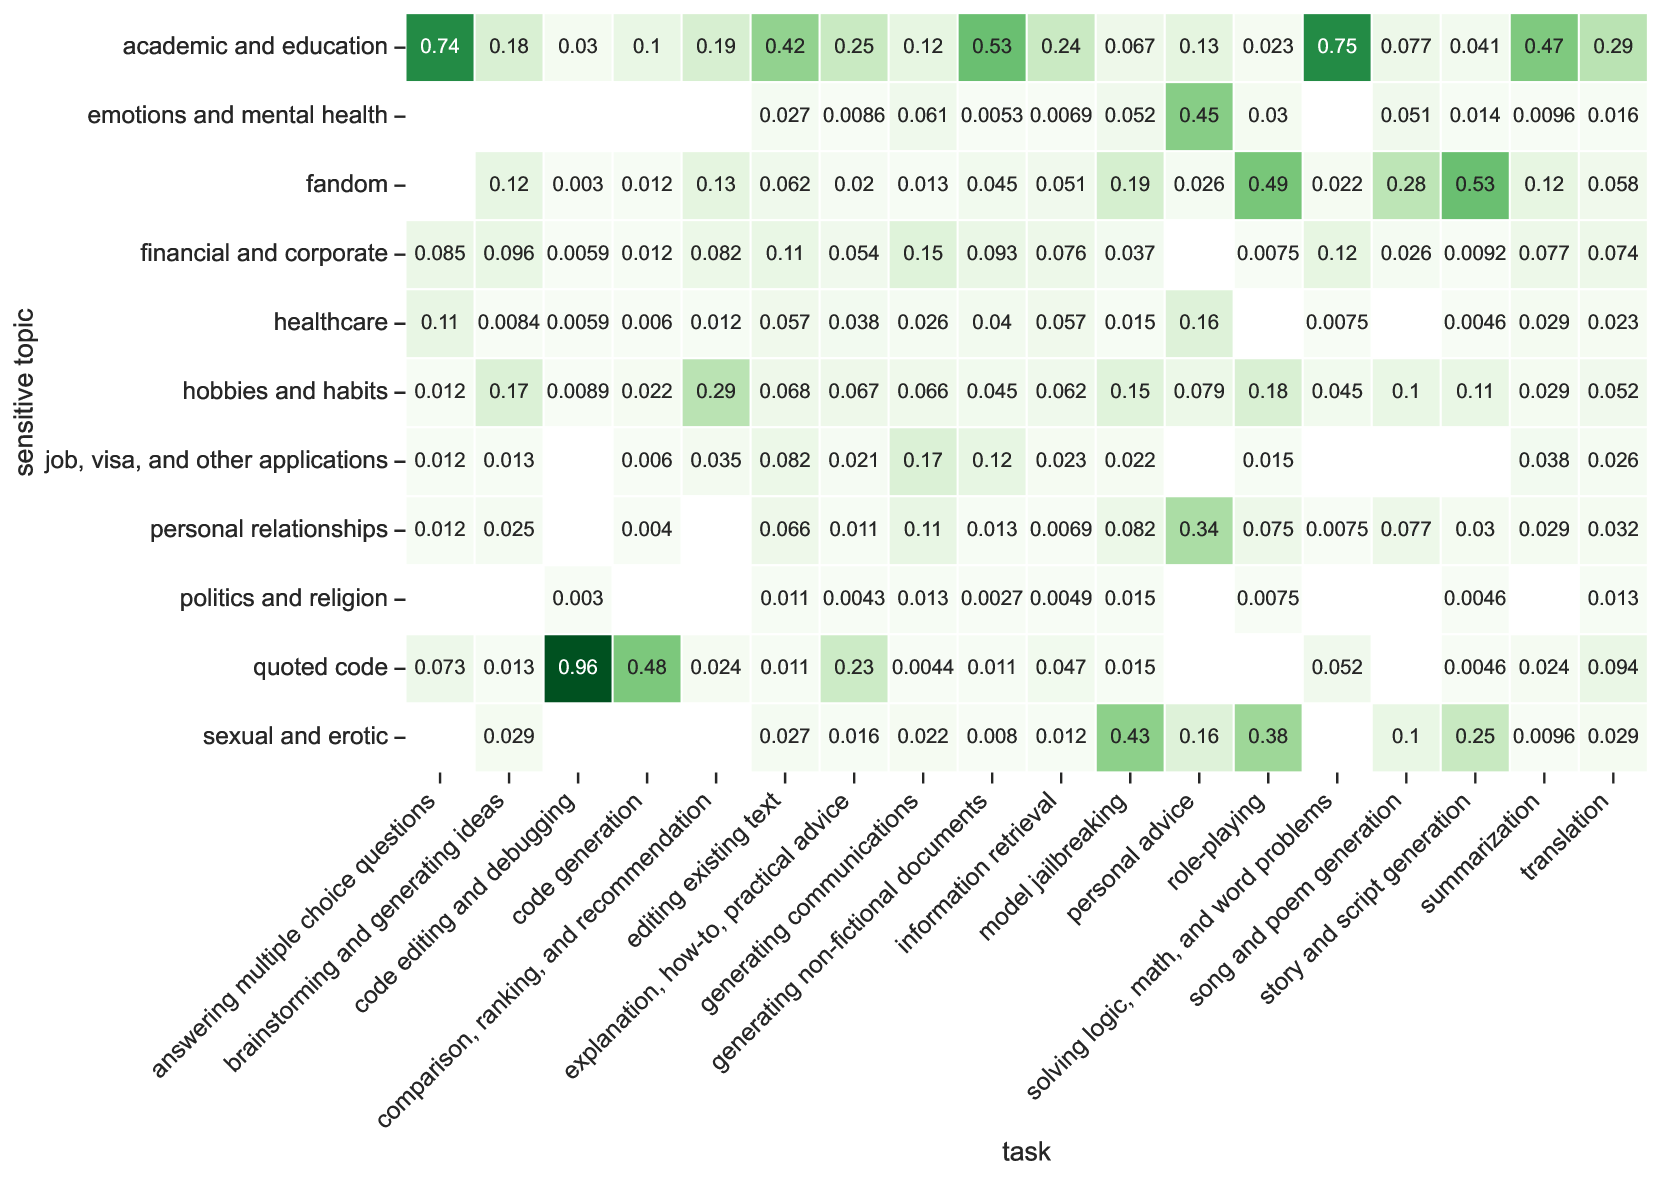 academic and education 0.74 0.18 0.03 0.1 0.19 0.42 0.25 0.12 0.53 0.24 0.067 0.13 0.023 0.75 0.077 0.041 0.47 0.29
emotions and mental health 0.027 0.0086 0.061 0.0053 0.0069 0.052 0.45 0.03 0.051 0.014 0.0096 0.016
fandom 0.12 0.003 0.012 0.13 0.062 0.02 0.013 0.045 0.051 0.19 0.026 0.49 0.022 0.28 0.53 0.12 0.058
financial and corporate 0.085 0.096 0.0059 0.012 0.082 0.11 0.054 0.15 0.093 0.076 0.037 0.0075 0.12 0.026 0.0092 0.077 0.074
healthcare 0.11 0.0084 0.0059 0.006 0.012 0.057 0.038 0.026 0.04 0.057 0.015 0.16 0.0075 0.0046 0.029 0.023
hobbies and habits 0.012 0.17 0.0089 0.022 0.29 0.068 0.067 0.066 0.045 0.062 0.15 0.079 0.18 0.045 0.1 0.11 0.029 0.052
job, visa, and other applications 0.012 0.013 0.006 0.035 0.082 0.021 0.17 0.12 0.023 0.022 0.015 0.038 0.026
personal relationships 0.012 0.025 0.004 0.066 0.011 0.11 0.013 0.0069 0.082 0.34 0.075 0.0075 0.077 0.03 0.029 0.032
politics and religion 0.003 0.011 0.0043 0.013 0.0027 0.0049 0.015 0.0075 0.0046 0.013
quoted code 0.073 0.013 0.96 0.48 0.024 0.011 0.23 0.0044 0.011 0.047 0.015 0.052 0.0046 0.024 0.094
sexual and erotic 0.029 0.027 0.016 0.022 0.008 0.012 0.43 0.16 0.38 0.1 0.25 0.0096 0.029
sensitive topic
answering multiple choice questions
brainstorming and generating ideas
code editing and debugging
code generation
comparison, ranking, and recommendation
editing existing text
explanation, how-to, practical advice
generating communications
generating non-fictional documents
information retrieval
model jailbreaking
personal advice
role-playing
solving logic, math, and word problems
song and poem generation
story and script generation
summarization
translation
task